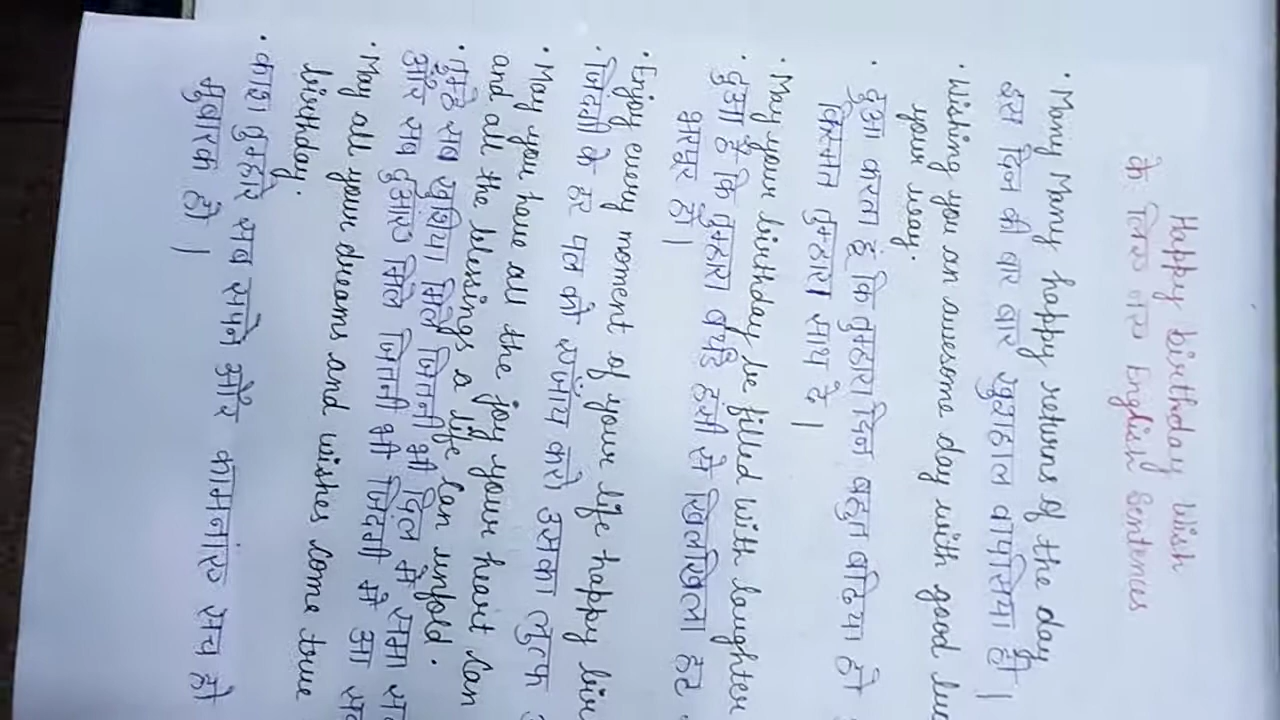 Happy birthday Wish
के लिए नए English Sentences
• Many Many happy returns of the day
इस दिन की बार बार खुशहाल वापसियां हो।
• Wishing you an awesome day with good
your way.
• दुआ करता हूं कि तुम्हारा दिन बहुत बढ़िया हो
किस्मत तुम्हारा साथ दे।
• May your birthday be filled with laughter
• दुआ है कि तुम्हारा बर्थडे हंसी से खिलखिला हट
भरपूर हो।
• Enjoy every moment of your life happy
• जिंदगी के हर पल को एंजॉय करो उसका लुत्फ
• May you have all the joy your heart can
and all the blessings a life can unfold.
• तुम्हे सब खुशियां मिले जितनी भी दिल में समा
और सब दुआएं मिले जितनी भी जिंदगी में आ
• May all your dreams and wishes come true
birthday.
• काश तुम्हारे सब सपने और कामनाएं सच हो
मुबारक हो।